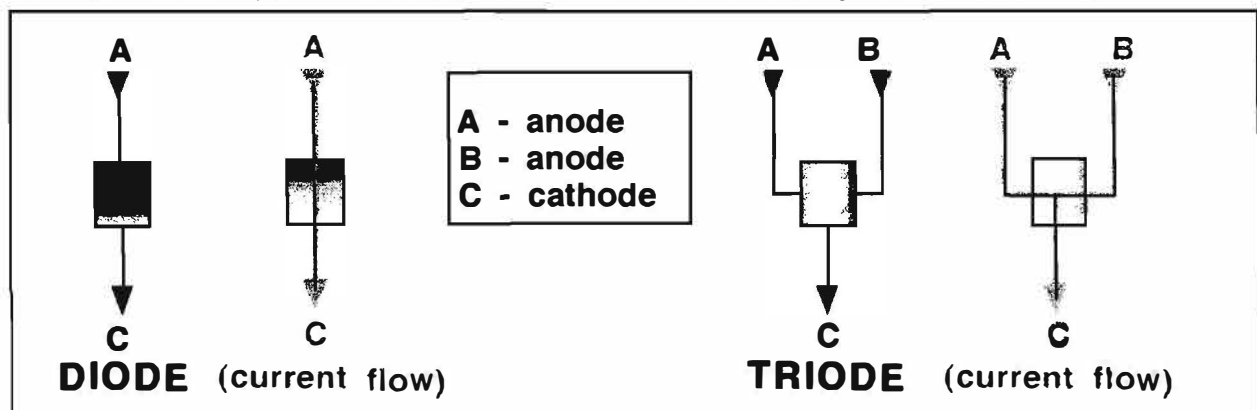 A A
C C
DIODE (current flow)
A - anode
B - anode
C - cathode
A B A B
C C
TRIODE (current flow)